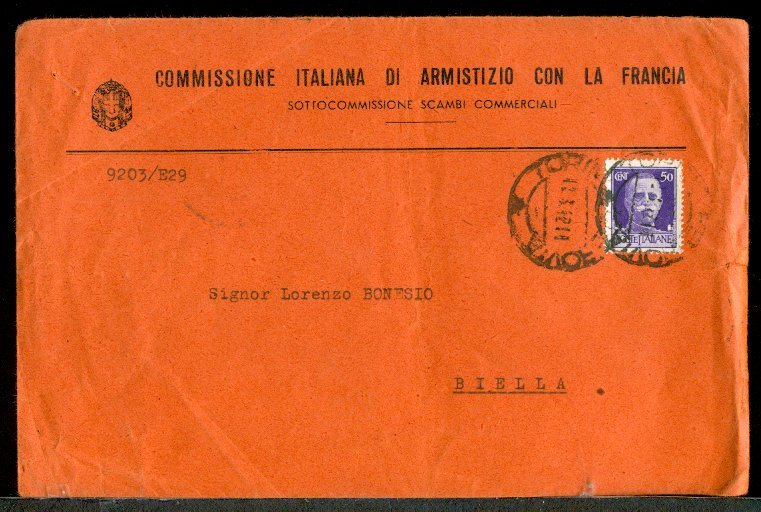 COMMISSIONE ITALIANA DI ARMISTIZIO CON LA FRANCIA
SOTTOCOMMISSIONE SCAMBI COMMERCIALI
9203/E29
CENT 50
POSTE ITALIANE
Signor Lorenzo BONESIO
BIELLA